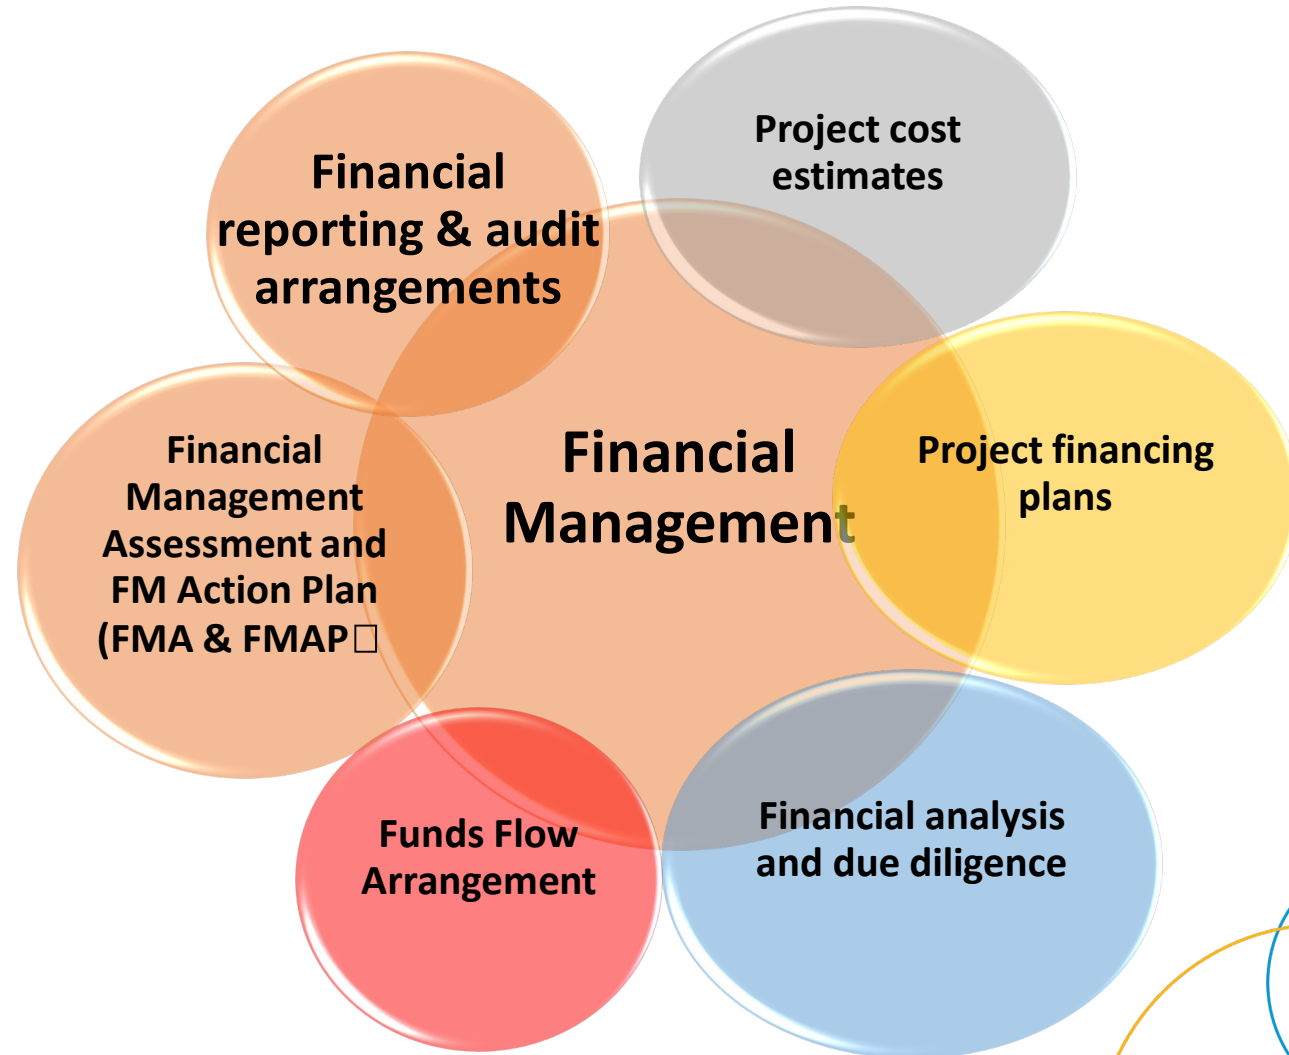 Project cost
estimates
Financial
reporting & audit
arrangements
Financial
Management
Project financing
plans
Financial
Management
Assessment and
FM Action Plan
(FMA & FMAP□
Financial analysis
and due diligence
Funds Flow
Arrangement